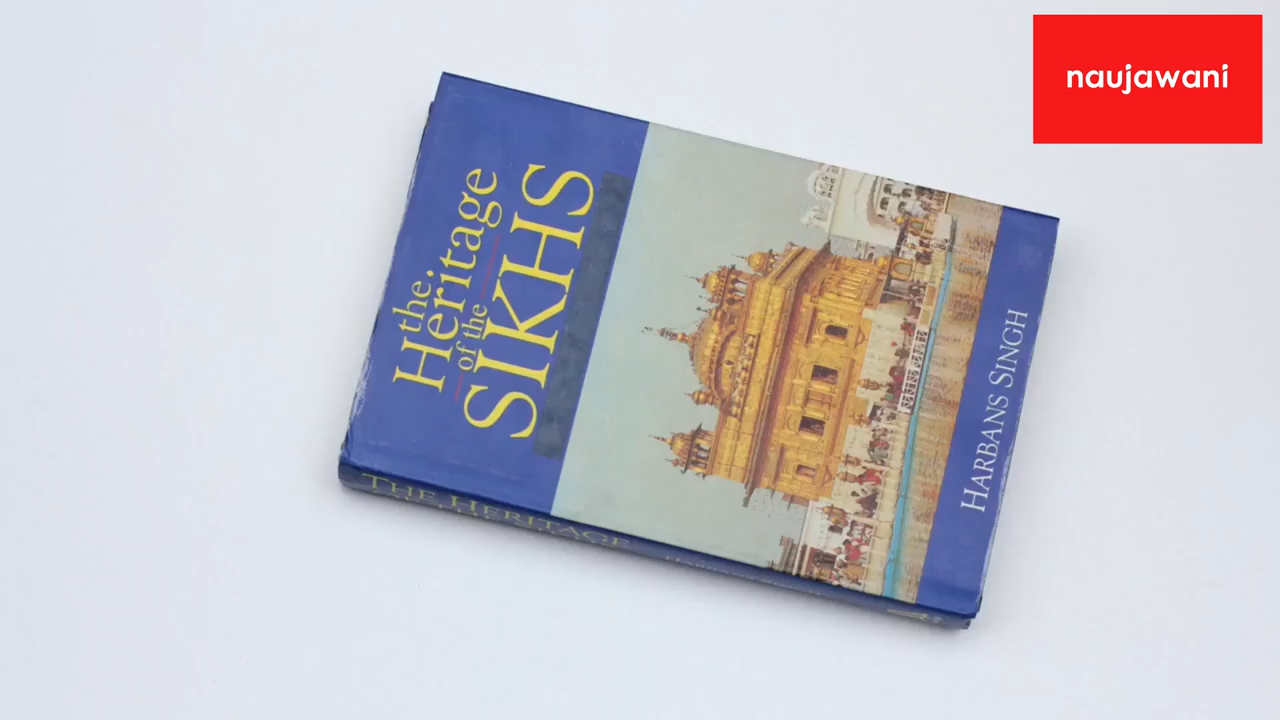 naujawani
the
Heritage
of the
SIKHS
HARBANS SINGH
THE HERITAGE